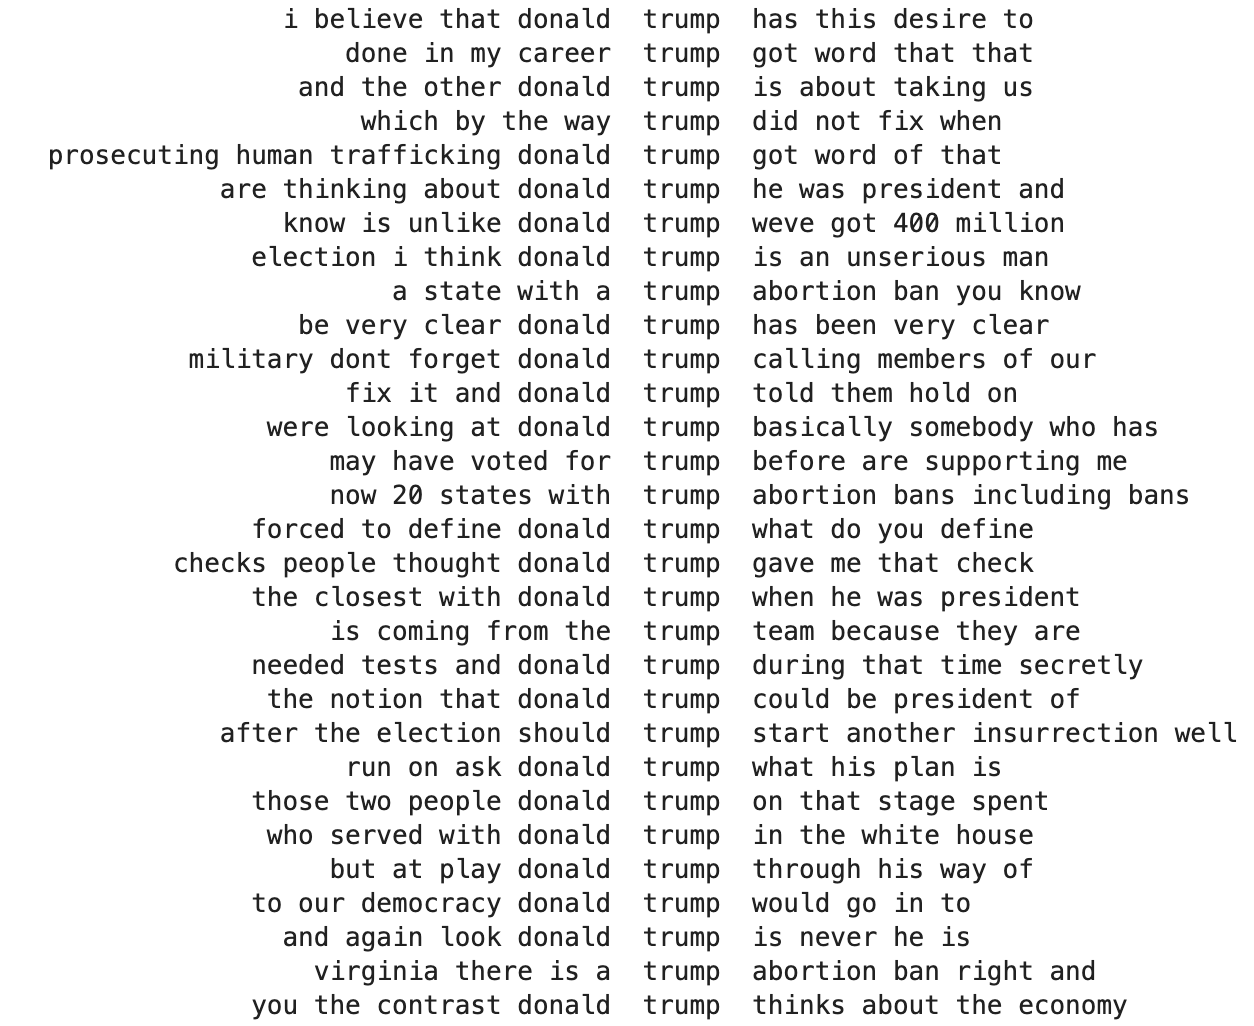 i believe that donald trump has this desire to
done in my career trump got word that that
and the other donald trump is about taking us
which by the way trump did not fix when
prosecuting human trafficking donald trump got word of that
are thinking about donald trump he was president and
know is unlike donald trump weve got 400 million
election i think donald trump is an unserious man
a state with a trump abortion ban you know
be very clear donald trump has been very clear
military dont forget donald trump calling members of our
fix it and donald trump told them hold on
were looking at donald trump basically somebody who has
may have voted for trump before are supporting me
now 20 states with trump abortion bans including bans
forced to define donald trump what do you define
checks people thought donald trump gave me that check
the closest with donald trump when he was president
is coming from the trump team because they are
needed tests and donald trump during that time secretly
the notion that donald trump could be president of
after the election should trump start another insurrection well
run on ask donald trump what his plan is
those two people donald trump on that stage spent
who served with donald trump in the white house
but at play donald trump through his way of
to our democracy donald trump would go in to
and again look donald trump is never he is
virginia there is a trump abortion ban right and
you the contrast donald trump thinks about the economy